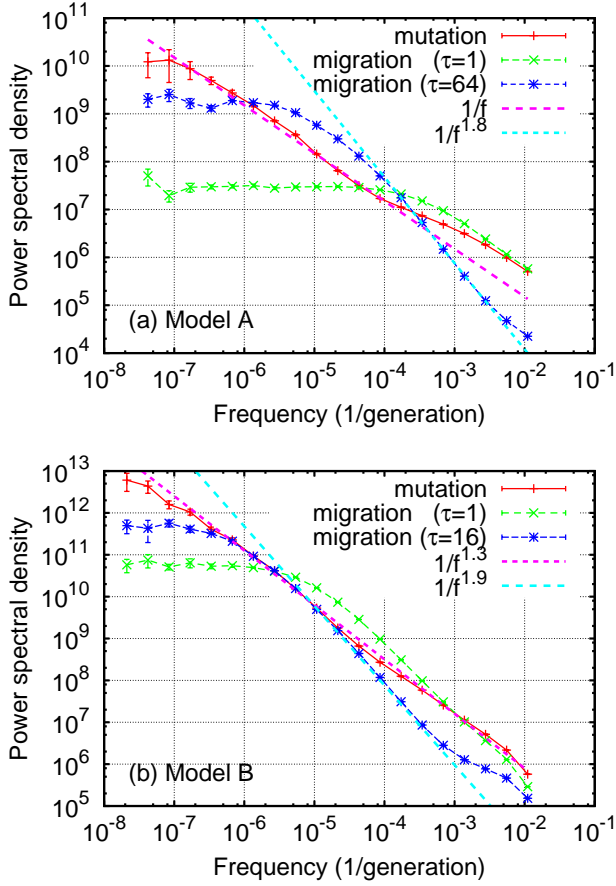 10^11
10^10
10^9
10^8
10^7
10^6
10^5
10^4
Power spectral density
mutation
migration (τ=1)
migration (τ=64)
1/f
1/f^1.8
(a) Model A
10^-8 10^-7 10^-6 10^-5 10^-4 10^-3 10^-2 10^-1
Frequency (1/generation)
10^13
10^12
10^11
10^10
10^9
10^8
10^7
10^6
10^5
Power spectral density
mutation
migration (τ=1)
migration (τ=16)
1/f^1.3
1/f^1.9
(b) Model B
10^-8 10^-7 10^-6 10^-5 10^-4 10^-3 10^-2 10^-1
Frequency (1/generation)